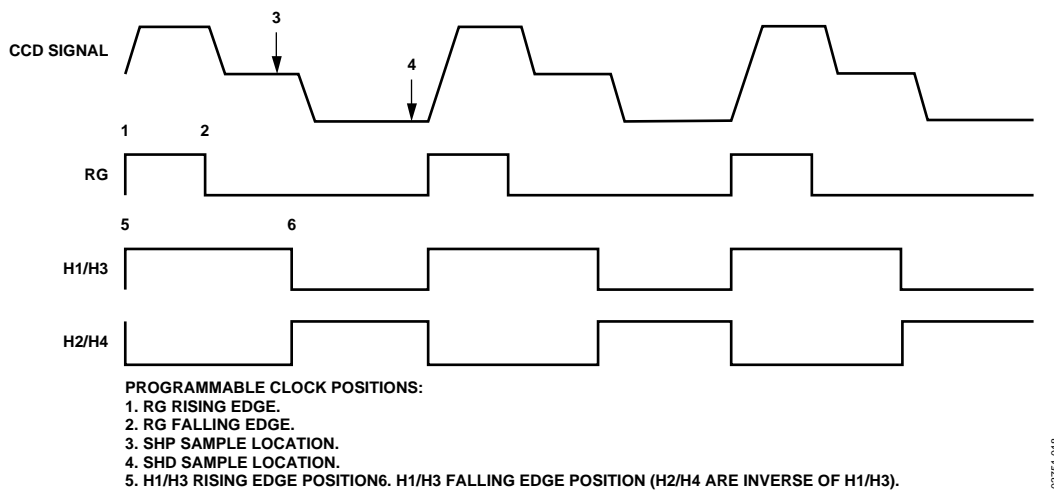 3
CCD SIGNAL
4
1 2
RG
5 6
H1/H3
H2/H4
PROGRAMMABLE CLOCK POSITIONS:
1. RG RISING EDGE.
2. RG FALLING EDGE.
3. SHP SAMPLE LOCATION.
4. SHD SAMPLE LOCATION.
5. H1/H3 RISING EDGE POSITION6. H1/H3 FALLING EDGE POSITION (H2/H4 ARE INVERSE OF H1/H3).